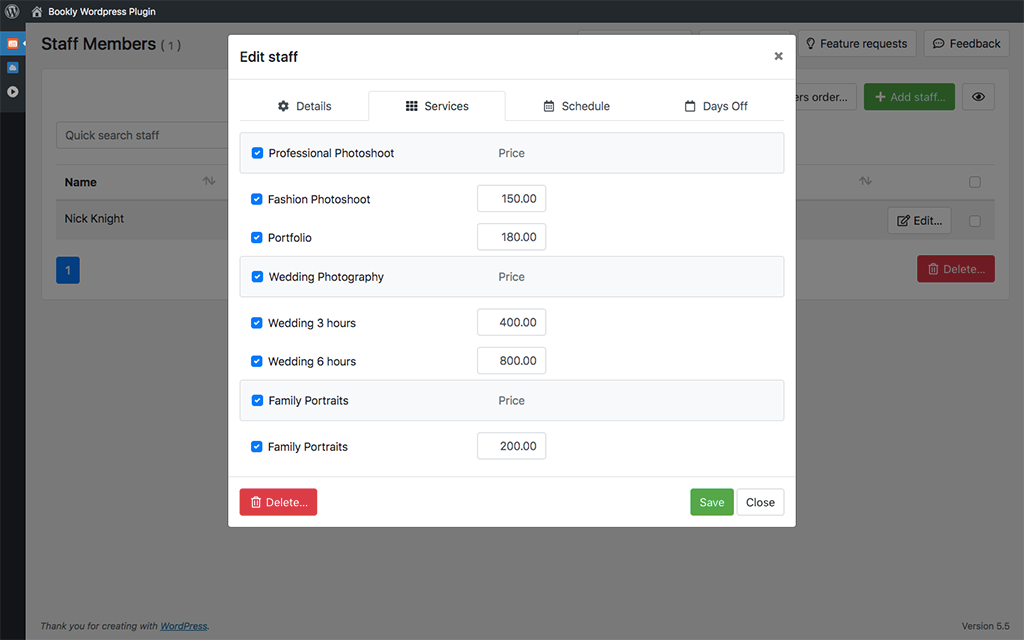 Bookly Wordpress Plugin
Staff Members ( 1 )
Feature requests
Feedback
Edit staff
×
Details
Services
Schedule
Days Off
order...
Add staff...
Quick search staff
Professional Photoshoot Price
Name
Fashion Photoshoot 150.00
Nick Knight
Edit...
Portfolio 180.00
1
Delete...
Wedding Photography Price
Wedding 3 hours 400.00
Wedding 6 hours 800.00
Family Portraits Price
Family Portraits 200.00
Delete...
Save
Close
Thank you for creating with WordPress.
Version 5.5